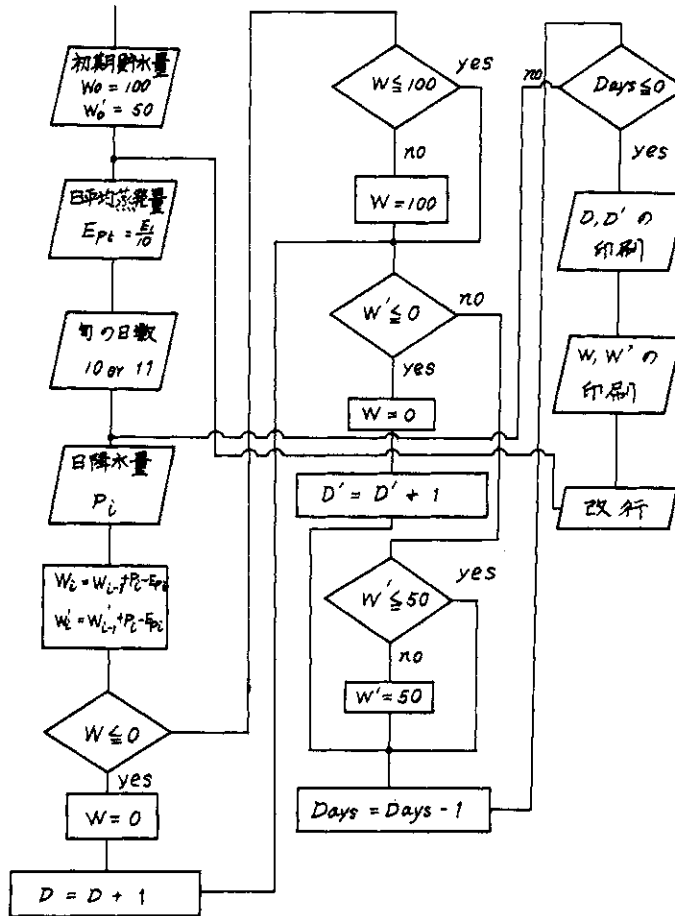 初期貯水量
W₀ = 100
W₀' = 50
日平均蒸発量
E_Pt = E_i/10
旬の日数
10 or 11
日降水量
P_i
W_i = W_{i-1} + P_i - E_Pi
W_i' = W'_{i-1} + P_i - E_Pi
W ≦ 0
yes
W = 0
D = D + 1
W ≦ 100
yes
no
W = 100
W' ≦ 0
no
yes
W = 0
D' = D' + 1
W' ≦ 50
yes
no
W' = 50
Days = Days - 1
no
Days ≦ 0
yes
D, D' の
印刷
W, W' の
印刷
改行